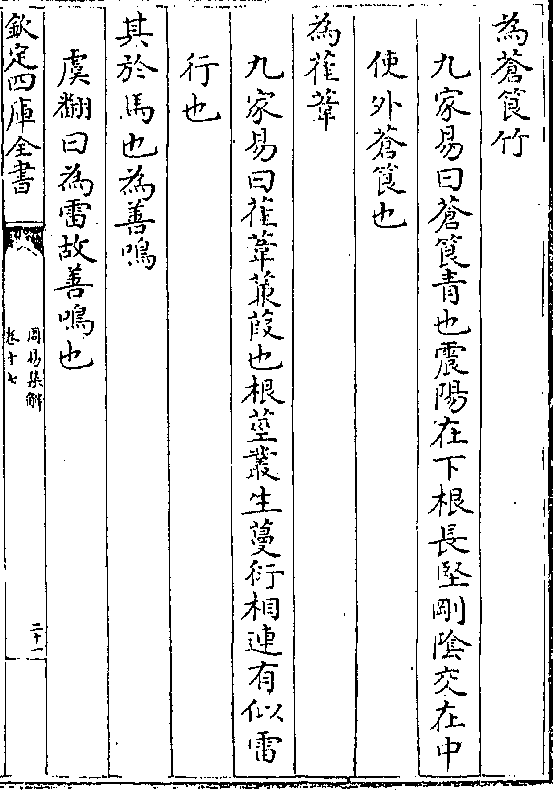 為蒼筤竹
九家易曰蒼筤青也震陽在下根長堅剛隂交在中
使外蒼筤也
為萑葦
九家易曰萑葦蒹葭也根莖叢生蔓衍相連有似雷
行也
其於馬也為善鳴
虞翻曰為雷故善鳴也
欽定四庫全書
周易集解
卷十七
二十一